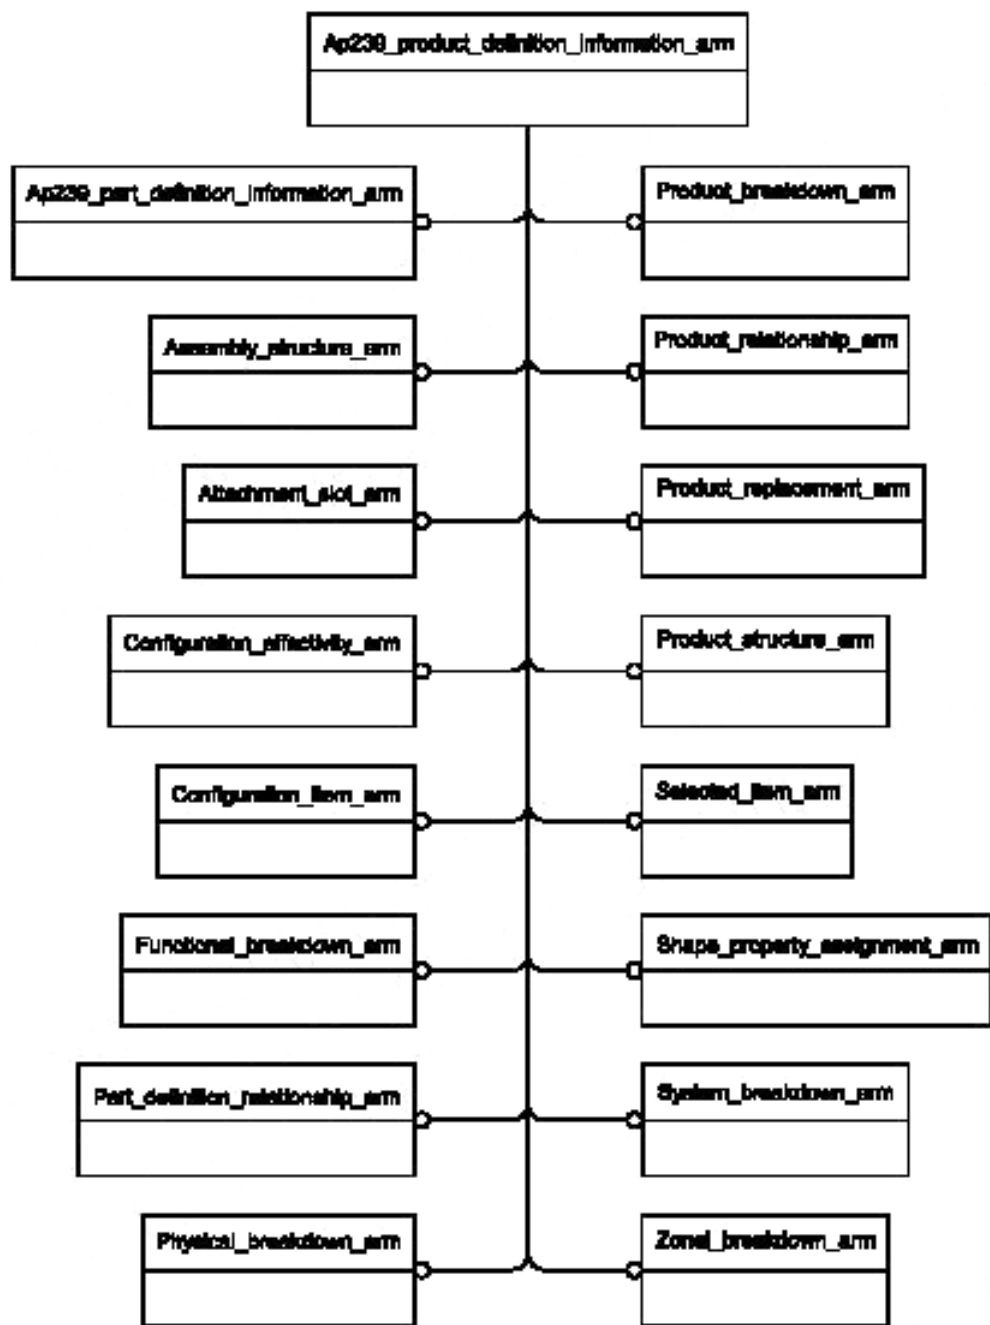 Ap239_product_definition_information_arm
Ap239_part_definition_information_arm
Product_breakdown_arm
Assembly_structure_arm
Product_relationship_arm
Attachment_slot_arm
Product_replacement_arm
Configuration_effectivity_arm
Product_structure_arm
Configuration_item_arm
Selected_item_arm
Functional_breakdown_arm
Shape_property_assignment_arm
Part_definition_relationship_arm
System_breakdown_arm
Physical_breakdown_arm
Zonal_breakdown_arm